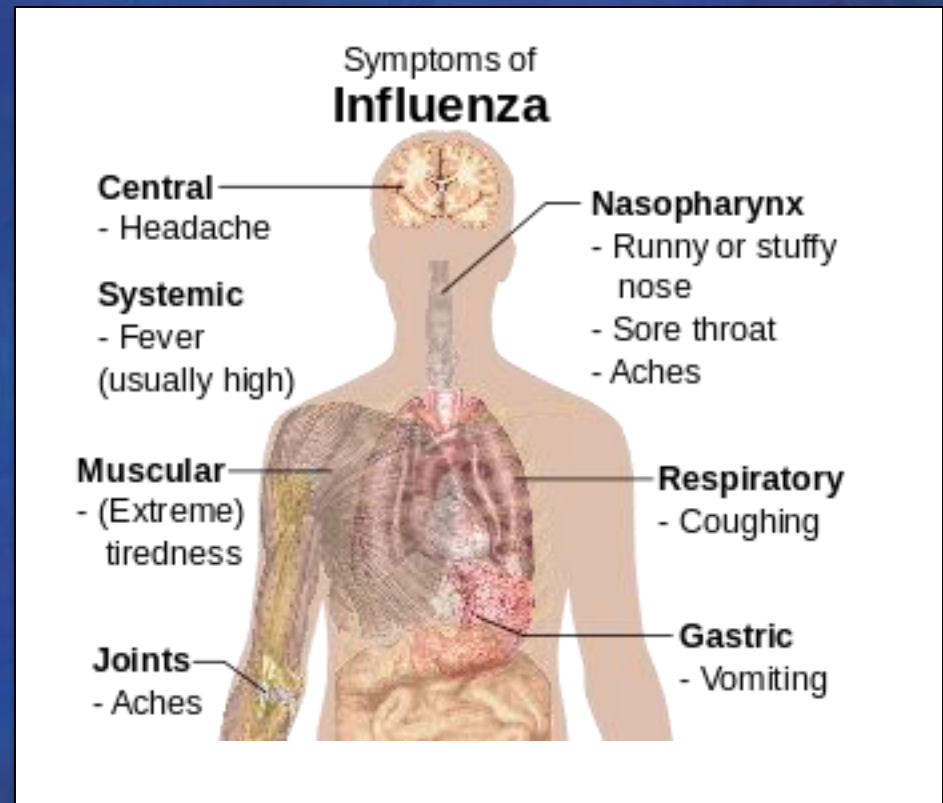 Symptoms of
Influenza
Central
- Headache
Systemic
- Fever
(usually high)
Muscular
- (Extreme)
tiredness
Joints
- Aches
Nasopharynx
- Runny or stuffy
nose
- Sore throat
- Aches
Respiratory
- Coughing
Gastric
- Vomiting